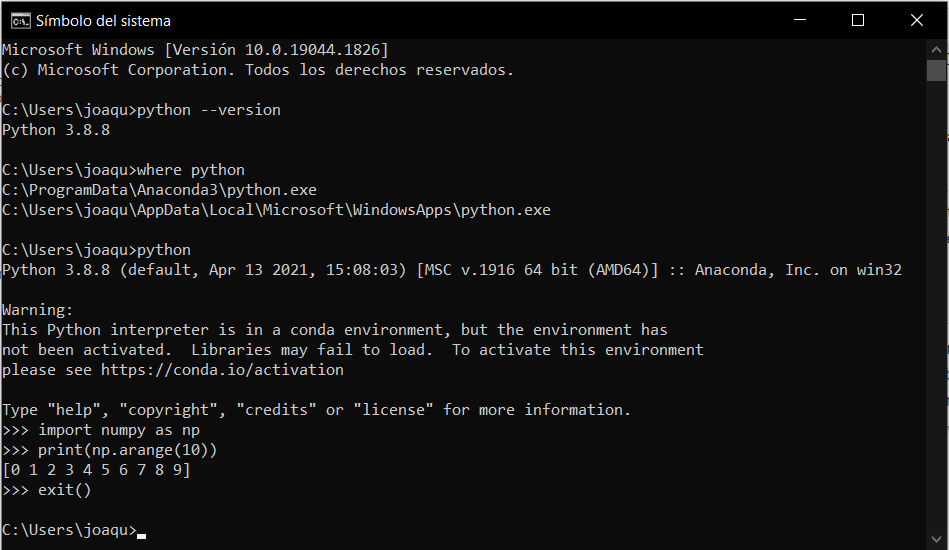 Símbolo del sistema
Microsoft Windows [Versión 10.0.19044.1826]
(c) Microsoft Corporation. Todos los derechos reservados.
C:\Users\joaqu>python --version
Python 3.8.8
C:\Users\joaqu>where python
C:\ProgramData\Anaconda3\python.exe
C:\Users\joaqu\AppData\Local\Microsoft\WindowsApps\python.exe
C:\Users\joaqu>python
Python 3.8.8 (default, Apr 13 2021, 15:08:03) [MSC v.1916 64 bit (AMD64)] :: Anaconda, Inc. on win32
Warning:
This Python interpreter is in a conda environment, but the environment has
not been activated.  Libraries may fail to load.  To activate this environment
please see https://conda.io/activation
Type "help", "copyright", "credits" or "license" for more information.
>>> import numpy as np
>>> print(np.arange(10))
[0 1 2 3 4 5 6 7 8 9]
>>> exit()
C:\Users\joaqu>